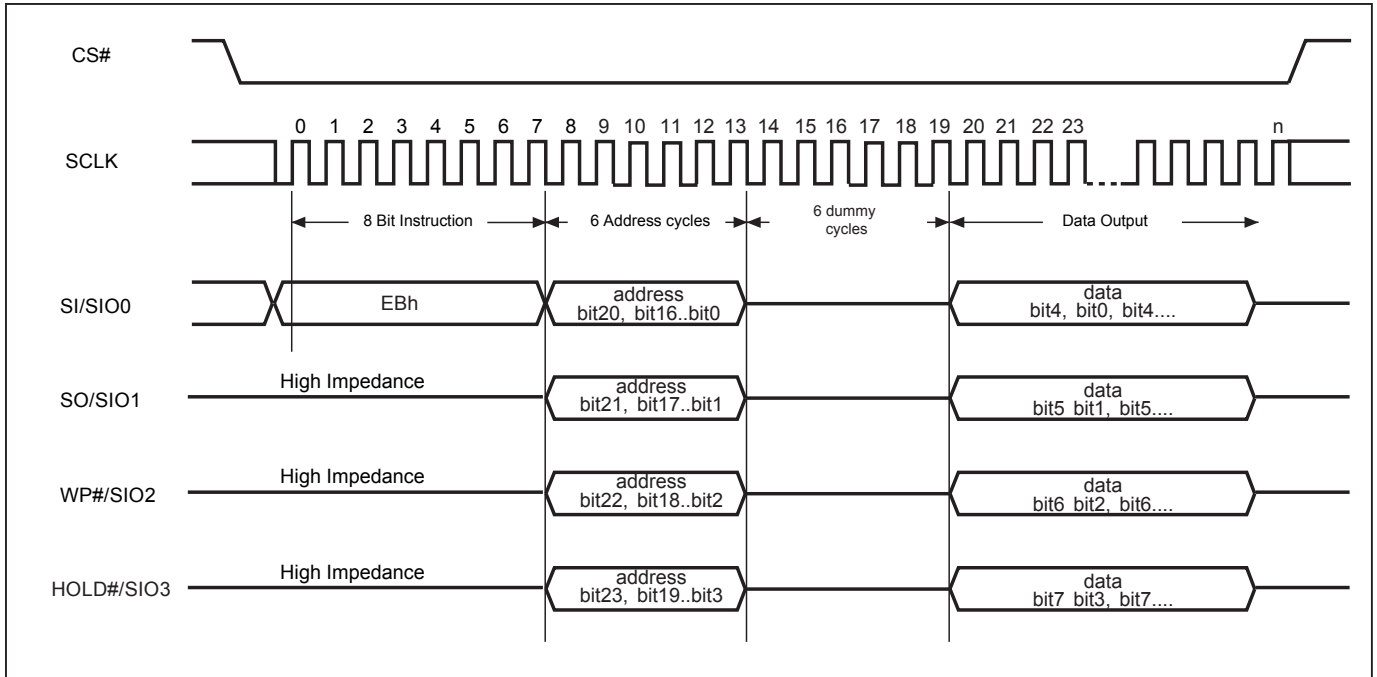 CS#
0 1 2 3 4 5 6 7 8 9 10 11 12 13 14 15 16 17 18 19 20 21 22 23 n
SCLK
8 Bit Instruction 6 Address cycles 6 dummy
cycles Data Output
SI/SIO0 EBh address
bit20, bit16..bit0 data
bit4, bit0, bit4....
High Impedance
SO/SIO1 address
bit21, bit17..bit1 data
bit5 bit1, bit5....
High Impedance
WP#/SIO2 address
bit22, bit18..bit2 data
bit6 bit2, bit6....
High Impedance
HOLD#/SIO3 address
bit23, bit19..bit3 data
bit7 bit3, bit7....